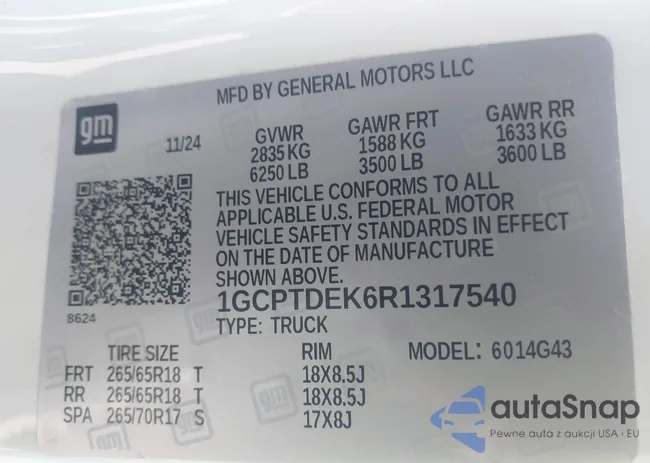 MFD BY GENERAL MOTORS LLC
gm
11/24
GVWR GAWR FRT GAWR RR
2835 KG 1588 KG 1633 KG
6250 LB 3500 LB 3600 LB
THIS VEHICLE CONFORMS TO ALL
APPLICABLE U.S. FEDERAL MOTOR
VEHICLE SAFETY STANDARDS IN EFFECT
ON THE DATE OF MANUFACTURE
SHOWN ABOVE.
8624
1GCPTDEK6R1317540
TYPE: TRUCK
TIRE SIZE RIM MODEL: 6014G43
FRT 265/65R18 T 18X8.5J
RR 265/65R18 T 18X8.5J
SPA 265/70R17 S 17X8J
autaSnap
Pewne auta z aukcji USA i EU